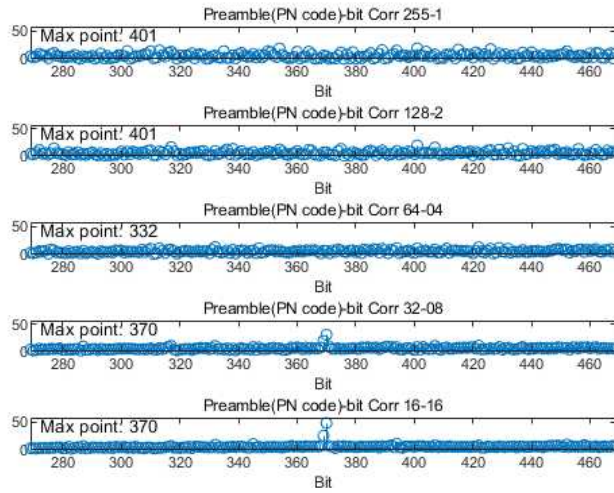 Preamble(PN code)-bit Corr 255-1
50
Max point: 401
0
280 300 320 340 360 380 400 420 440 460
Bit
Preamble(PN code)-bit Corr 128-2
50
Max point: 401
0
280 300 320 340 360 380 400 420 440 460
Bit
Preamble(PN code)-bit Corr 64-04
50
Max point: 332
0
280 300 320 340 360 380 400 420 440 460
Bit
Preamble(PN code)-bit Corr 32-08
50
Max point: 370
0
280 300 320 340 360 380 400 420 440 460
Bit
Preamble(PN code)-bit Corr 16-16
50
Max point: 370
0
280 300 320 340 360 380 400 420 440 460
Bit